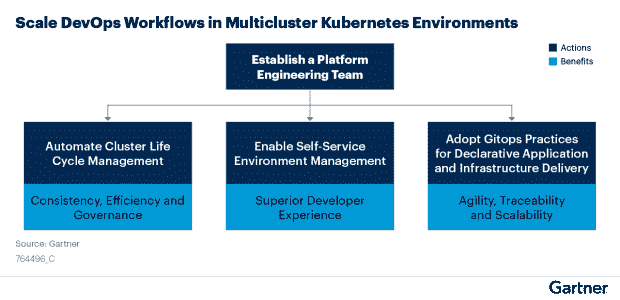 Scale DevOps Workflows in Multicluster Kubernetes Environments
Establish a Platform
Engineering Team
Actions
Benefits
Automate Cluster Life
Cycle Management
Consistency, Efficiency and
Governance
Enable Self-Service
Environment Management
Superior Developer
Experience
Adopt Gitops Practices
for Declarative Application
and Infrastructure Delivery
Agility, Traceability
and Scalability
Source: Gartner
764496_C
Gartner